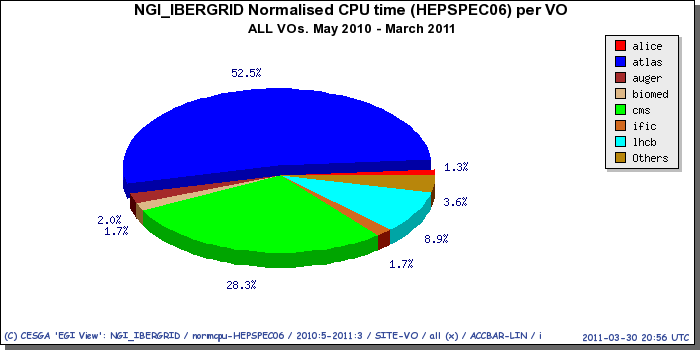 NGI_IBERGRID Normalised CPU time (HEPSPEC06) per VO
ALL VOs. May 2010 - March 2011
alice
atlas
auger
biomed
cms
ific
lhcb
Others
52.5%
1.3%
3.6%
8.9%
1.7%
28.3%
1.7%
2.0%
(C) CESGA 'EGI View': NGI_IBERGRID / normcpu-HEPSPEC06 / 2010:5-2011:3 / SITE-VO / all (x) / ACCBAR-LIN / i
2011-03-30 20:56 UTC